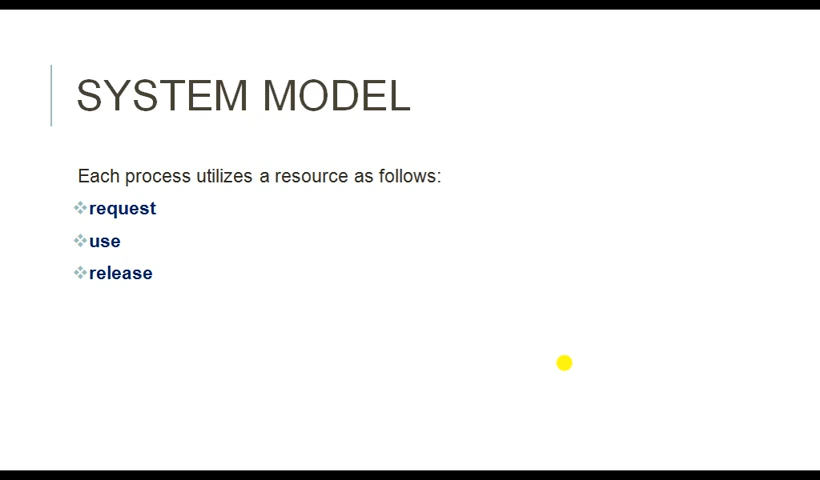 SYSTEM MODEL
Each process utilizes a resource as follows:
request
use
release